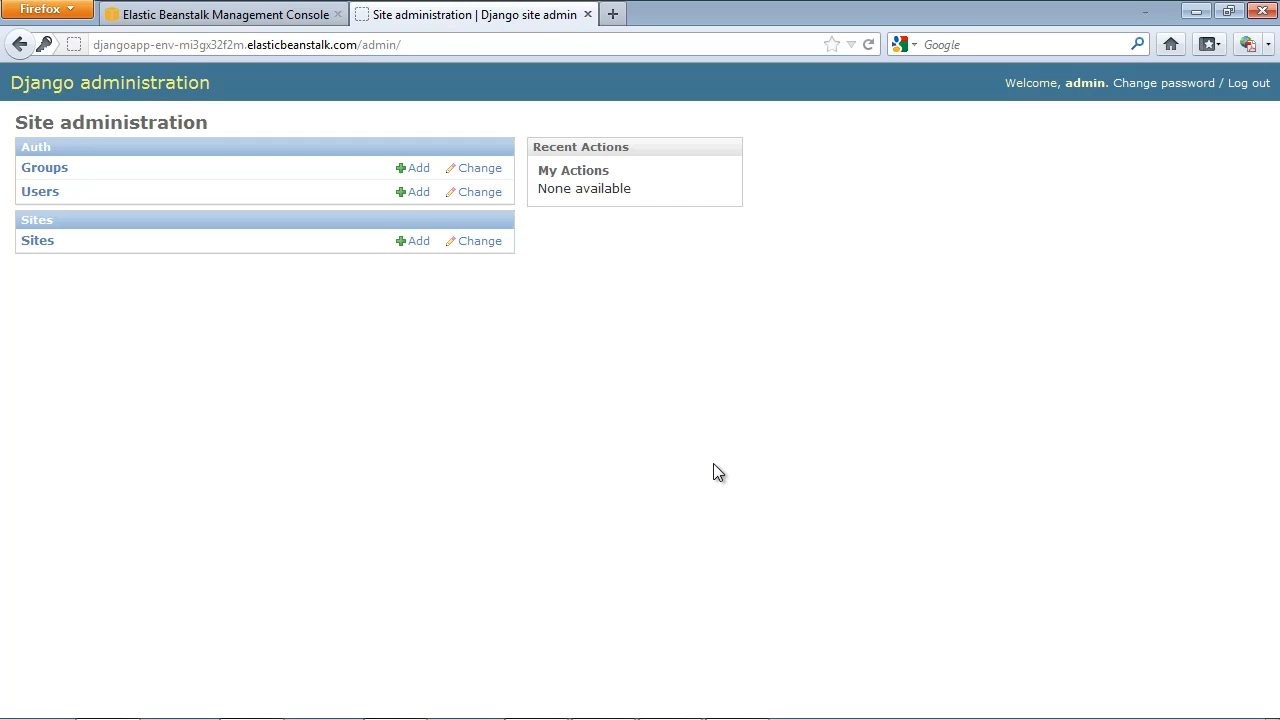 Firefox
Elastic Beanstalk Management Console
Site administration | Django site admin
djangoapp-env-mi3gx32f2m.elasticbeanstalk.com/admin/
Google
Django administration
Welcome, admin. Change password / Log out
Site administration
Auth
Groups Add Change
Users Add Change
Sites
Sites Add Change
Recent Actions
My Actions
None available